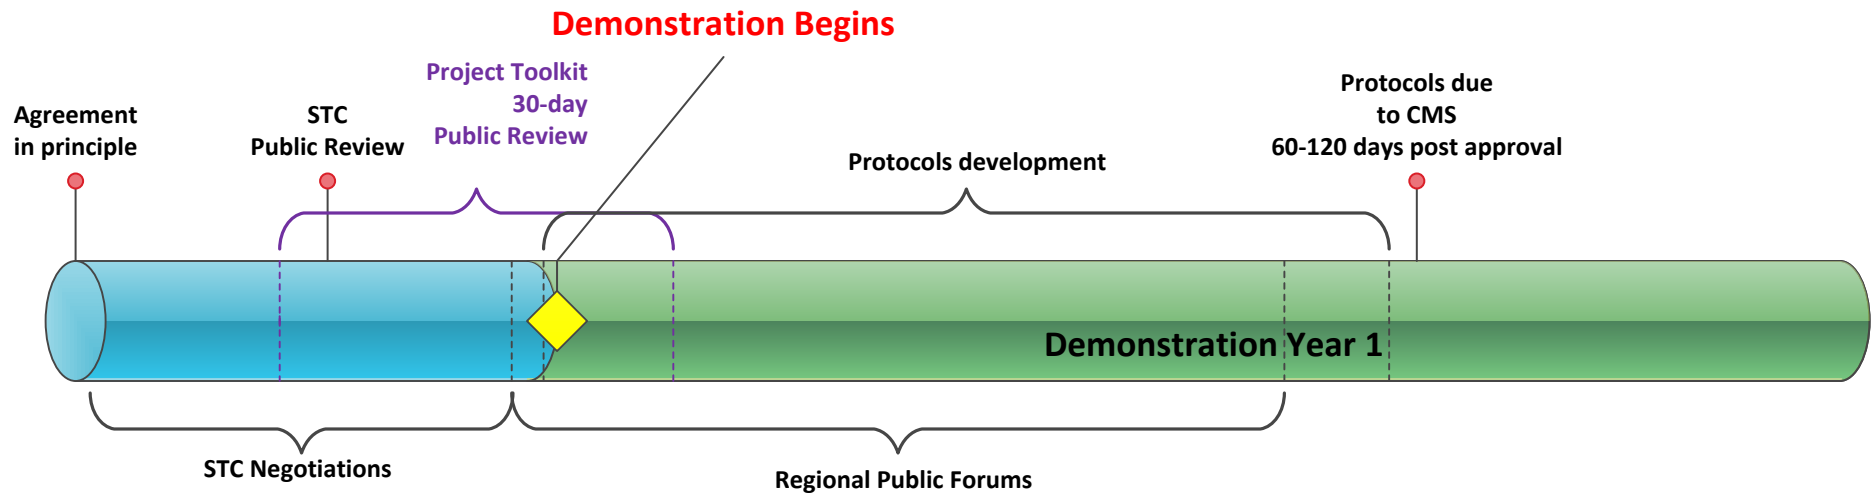 Demonstration Begins
Project Toolkit
30-day
Public Review
Agreement
in principle
STC
Public Review
Protocols due
to CMS
60-120 days post approval
Protocols development
Demonstration Year 1
STC Negotiations
Regional Public Forums